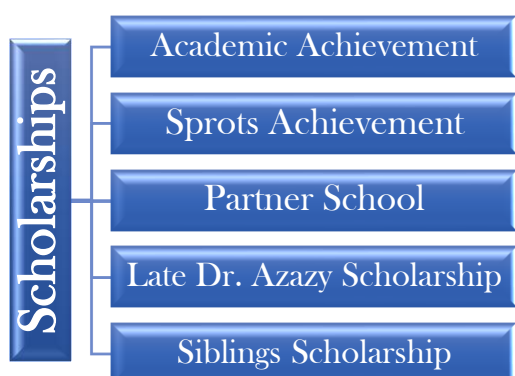 Scholarships
Academic Achievement
Sprots Achievement
Partner School
Late Dr. Azazy Scholarship
Siblings Scholarship